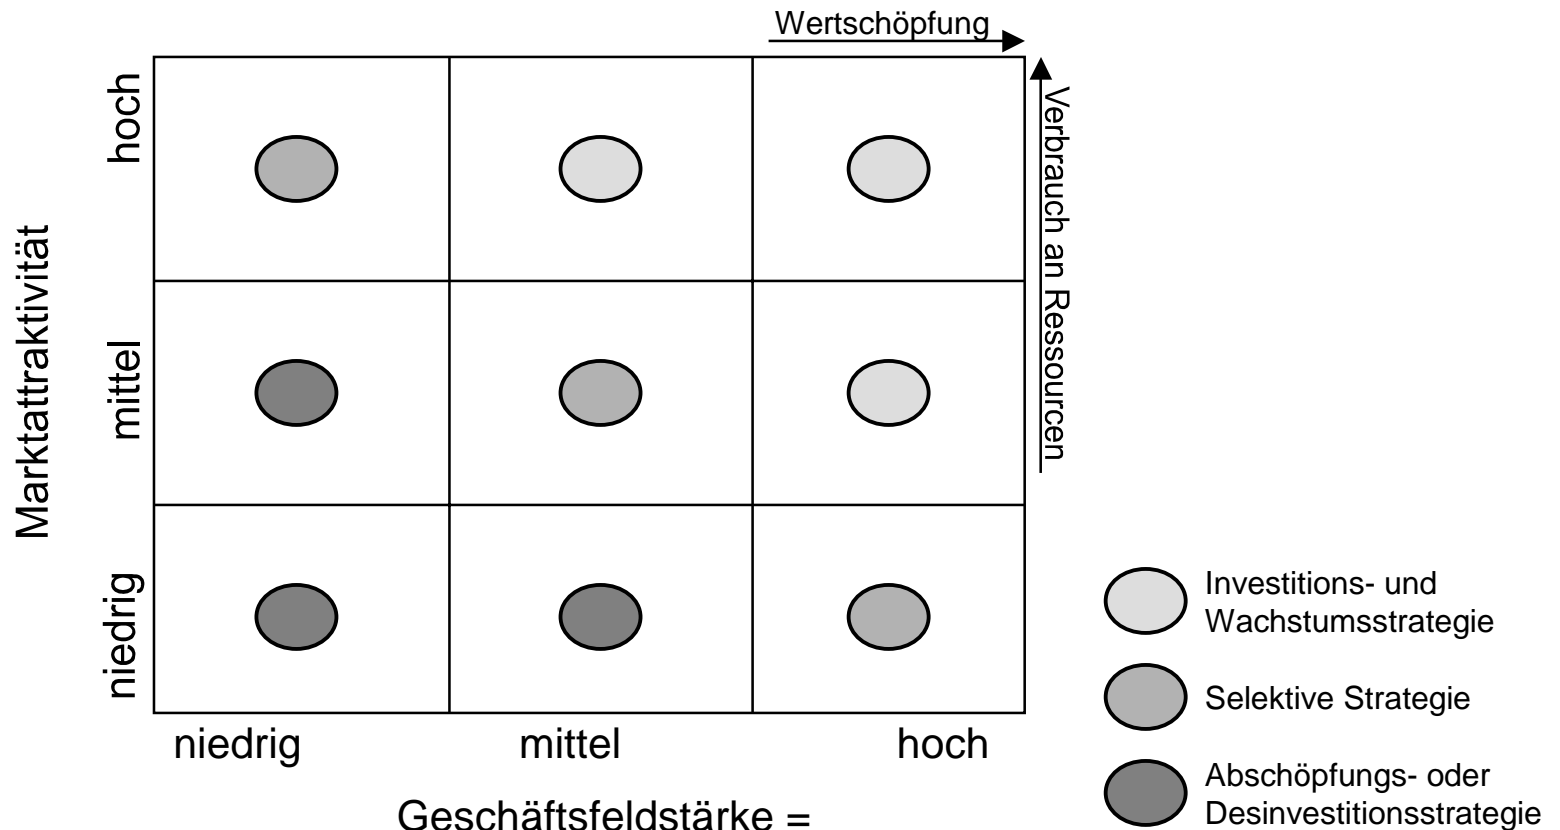 Wertschöpfung
Verbrauch an Ressourcen
Marktattraktivität
hoch
mittel
niedrig
niedrig
mittel
hoch
Geschäftsfeldstärke =
Investitions- und
Wachstumsstrategie
Selektive Strategie
Abschöpfungs- oder
Desinvestitionsstrategie